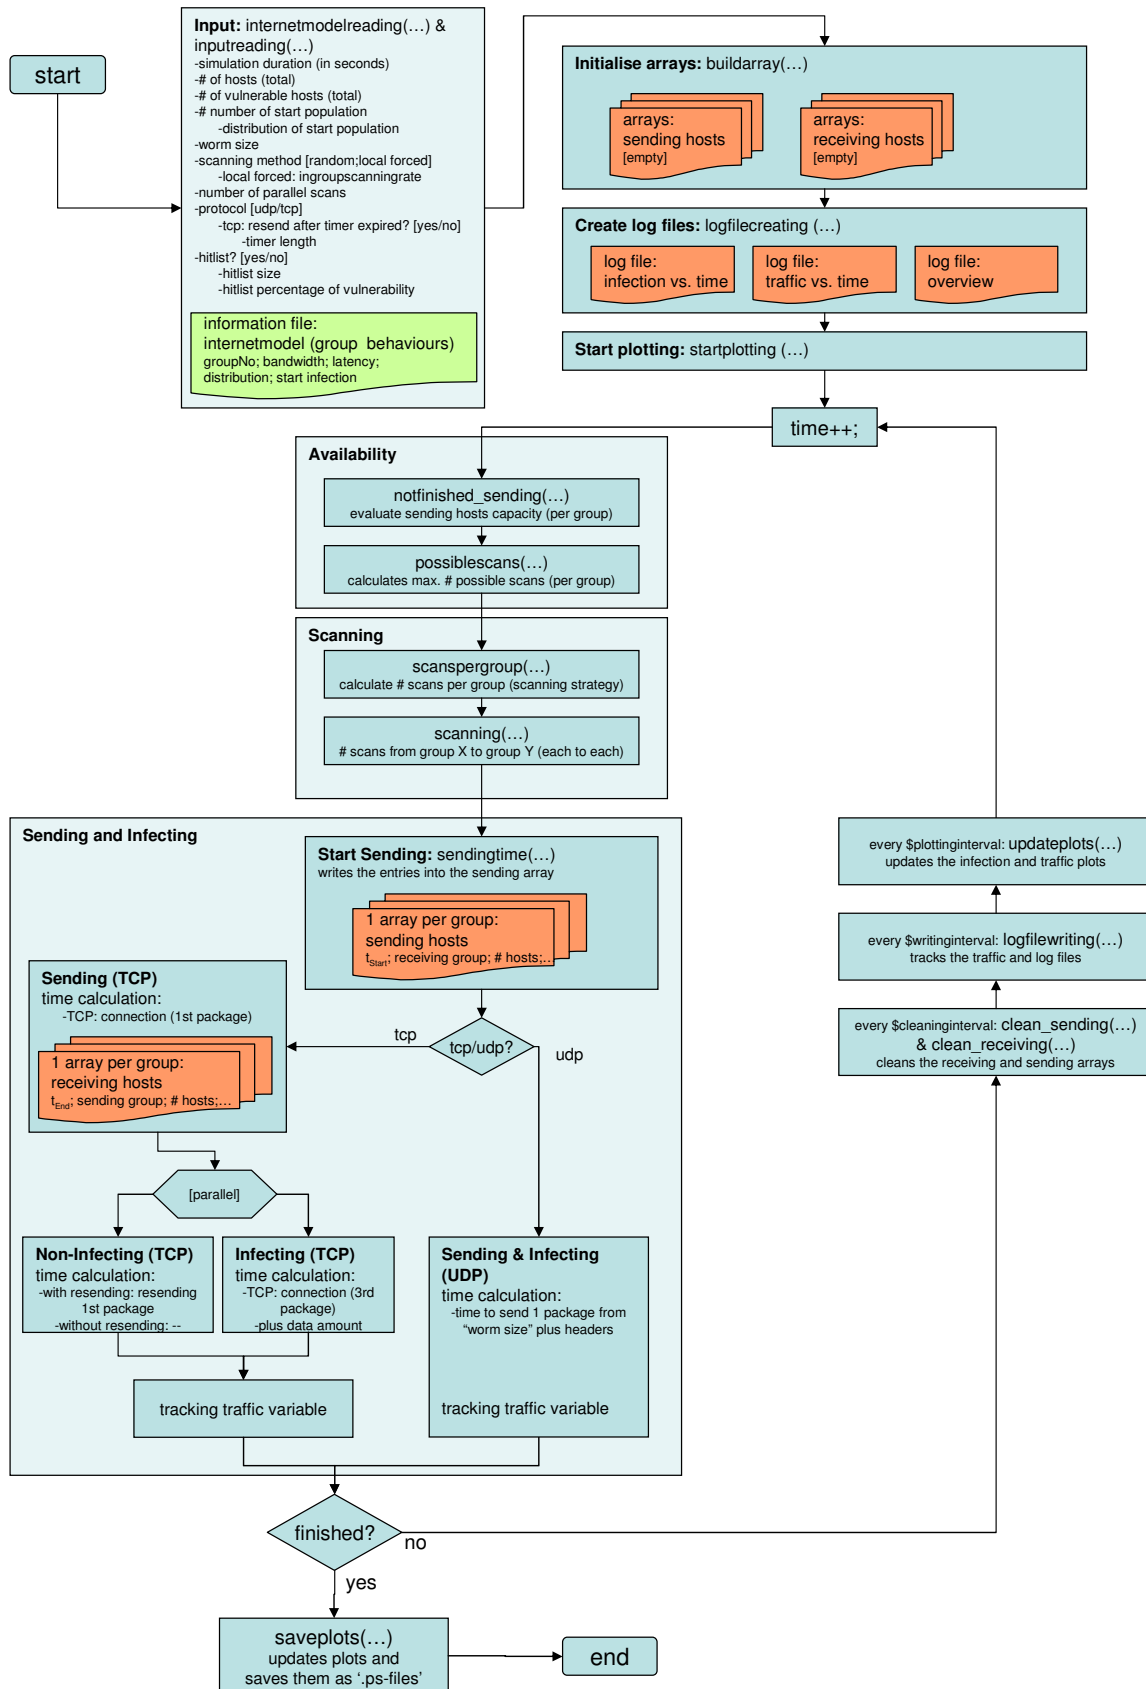 start
Input: internetmodelreading(…) &
inputreading(…)
-simulation duration (in seconds)
-# of hosts (total)
-# of vulnerable hosts (total)
-# number of start population
-distribution of start population
-worm size
-scanning method [random;local forced]
-local forced: ingroupscanningrate
-number of parallel scans
-protocol [udp/tcp]
-tcp: resend after timer expired? [yes/no]
-timer length
-hitlist? [yes/no]
-hitlist size
-hitlist percentage of vulnerability
information file:
internetmodel (group behaviours)
groupNo; bandwidth; latency;
distribution; start infection
Initialise arrays: buildarray(…)
arrays:
sending hosts
[empty]
arrays:
receiving hosts
[empty]
Create log files: logfilecreating (…)
log file:
infection vs. time
log file:
traffic vs. time
log file:
overview
Start plotting: startplotting (…)
time++;
Availability
notfinished_sending(…)
evaluate sending hosts capacity (per group)
possiblescans(…)
calculates max. # possible scans (per group)
Scanning
scanspergroup(…)
calculate # scans per group (scanning strategy)
scanning(…)
# scans from group X to group Y (each to each)
Sending and Infecting
Start Sending: sendingtime(…)
writes the entries into the sending array
1 array per group:
sending hosts
tStart; receiving group; # hosts;…
tcp/udp?
tcp
udp
Sending (TCP)
time calculation:
-TCP: connection (1st package)
1 array per group:
receiving hosts
tEnd; sending group; # hosts;…
[parallel]
Non-Infecting (TCP)
time calculation:
-with resending: resending
1st package
-without resending: --
Infecting (TCP)
time calculation:
-TCP: connection (3rd
package)
-plus data amount
Sending & Infecting
(UDP)
time calculation:
-time to send 1 package from
“worm size” plus headers
tracking traffic variable
tracking traffic variable
every $plottinginterval: updateplots(…)
updates the infection and traffic plots
every $writinginterval: logfilewriting(…)
tracks the traffic and log files
every $cleaninginterval: clean_sending(…)
& clean_receiving(…)
cleans the receiving and sending arrays
finished?
no
yes
saveplots(…)
updates plots and
saves them as ‘.ps-files’
end